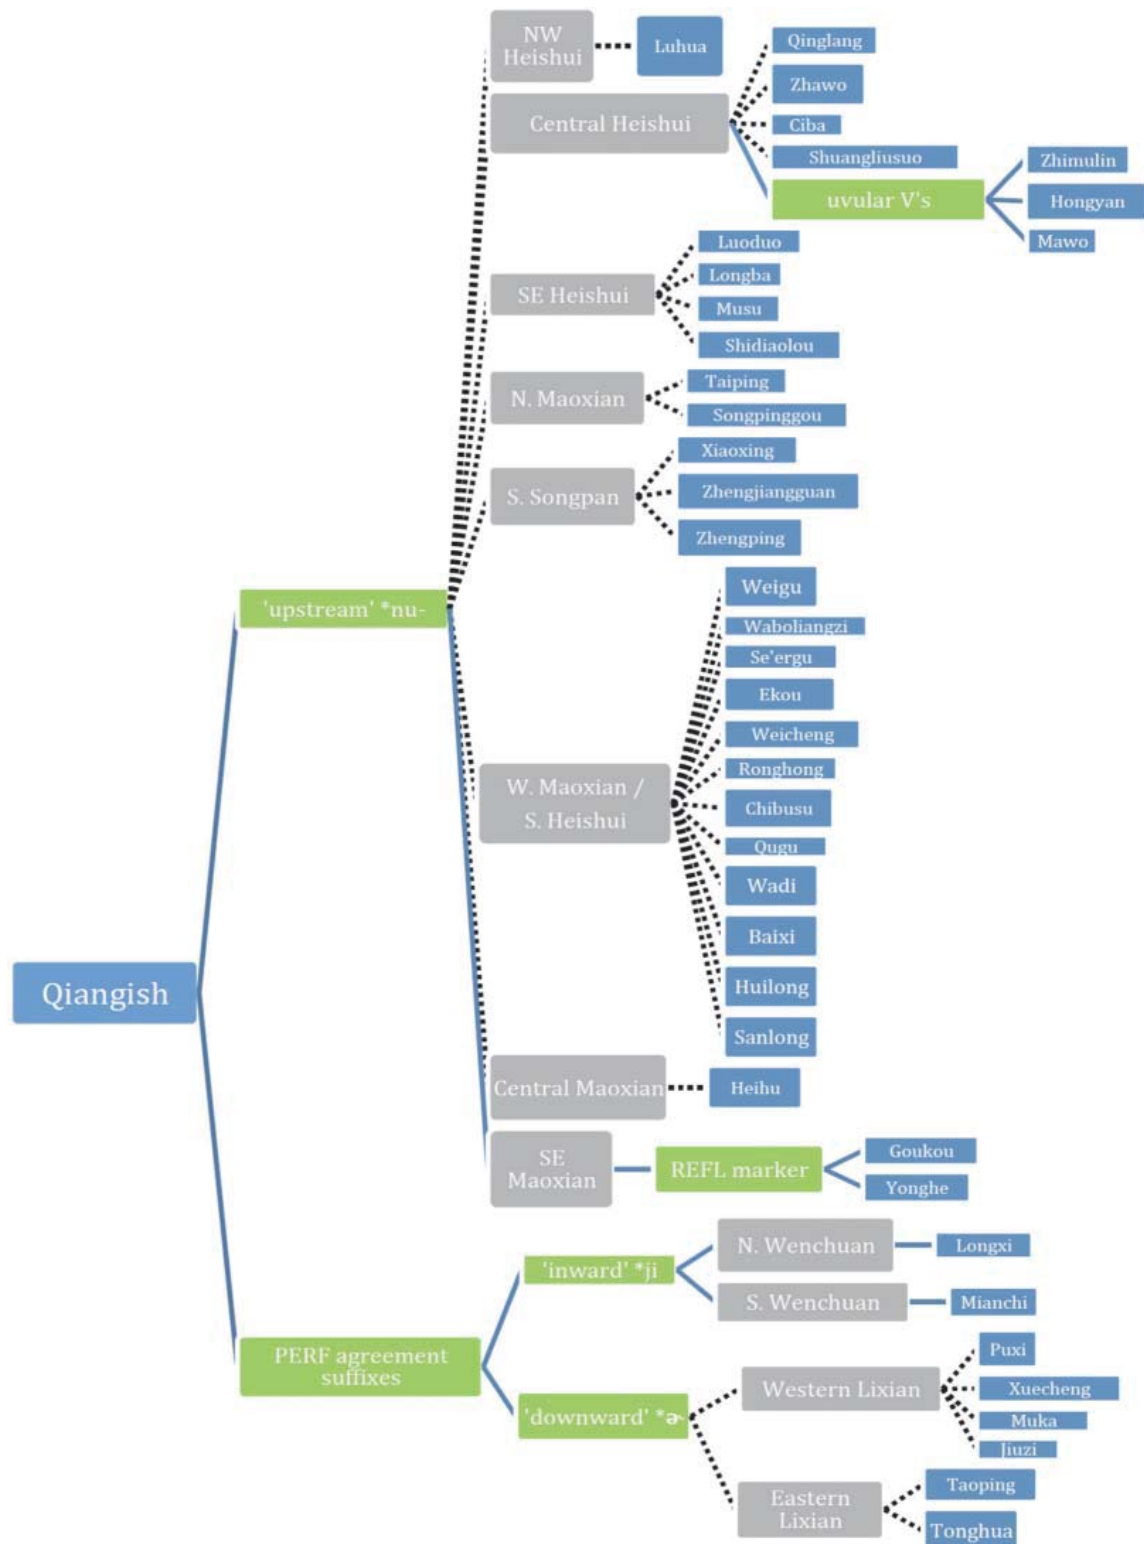 NW
Heishui
Luhua
Central Heishui
Qinglang
Zhawo
Ciba
Shuangliusuo
uvular V's
Zhimulin
Hongyan
Mawo
SE Heishui
Luoduo
Longba
Musu
Shidiaolou
N. Maoxian
Taiping
Songpinggou
S. Songpan
Xiaoxing
Zhengjiangguan
Zhengping
'upstream' *nu-
W. Maoxian /
S. Heishui
Weigu
Waboliangzi
Se'ergu
Ekou
Weicheng
Ronghong
Chibusu
Qugu
Wadi
Baixi
Huilong
Sanlong
Qiangish
Central Maoxian
Heihu
SE
Maoxian
REFL marker
Goukou
Yonghe
PERF agreement
suffixes
'inward' *ji
N. Wenchuan
Longxi
S. Wenchuan
Mianchi
'downward' *ɚ
Western Lixian
Puxi
Xuecheng
Muka
Jiuzi
Eastern
Lixian
Taoping
Tonghua